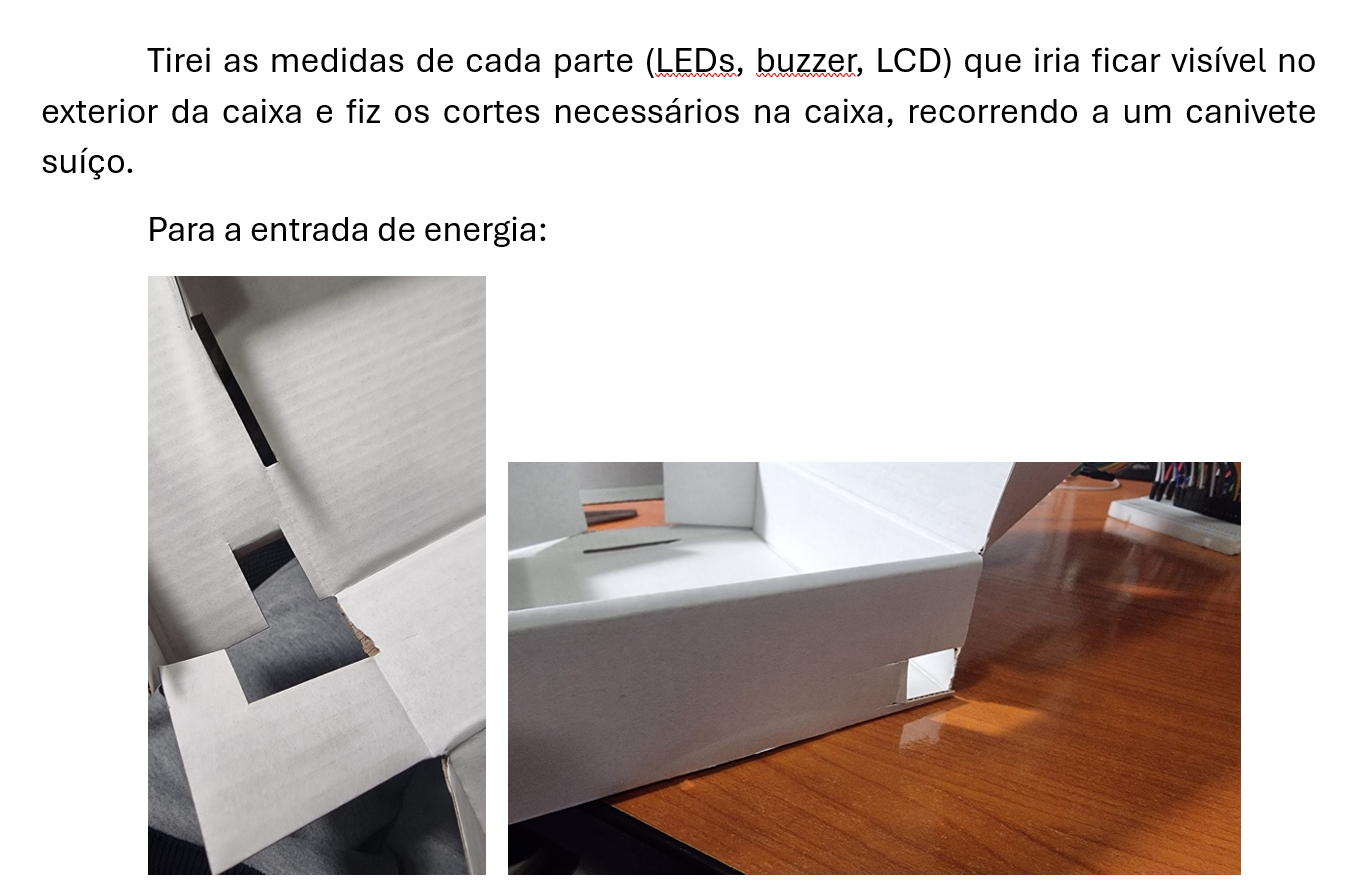 Tirei as medidas de cada parte (LEDs, buzzer, LCD) que iria ficar visível no
exterior da caixa e fiz os cortes necessários na caixa, recorrendo a um canivete
suíço.
Para a entrada de energia: